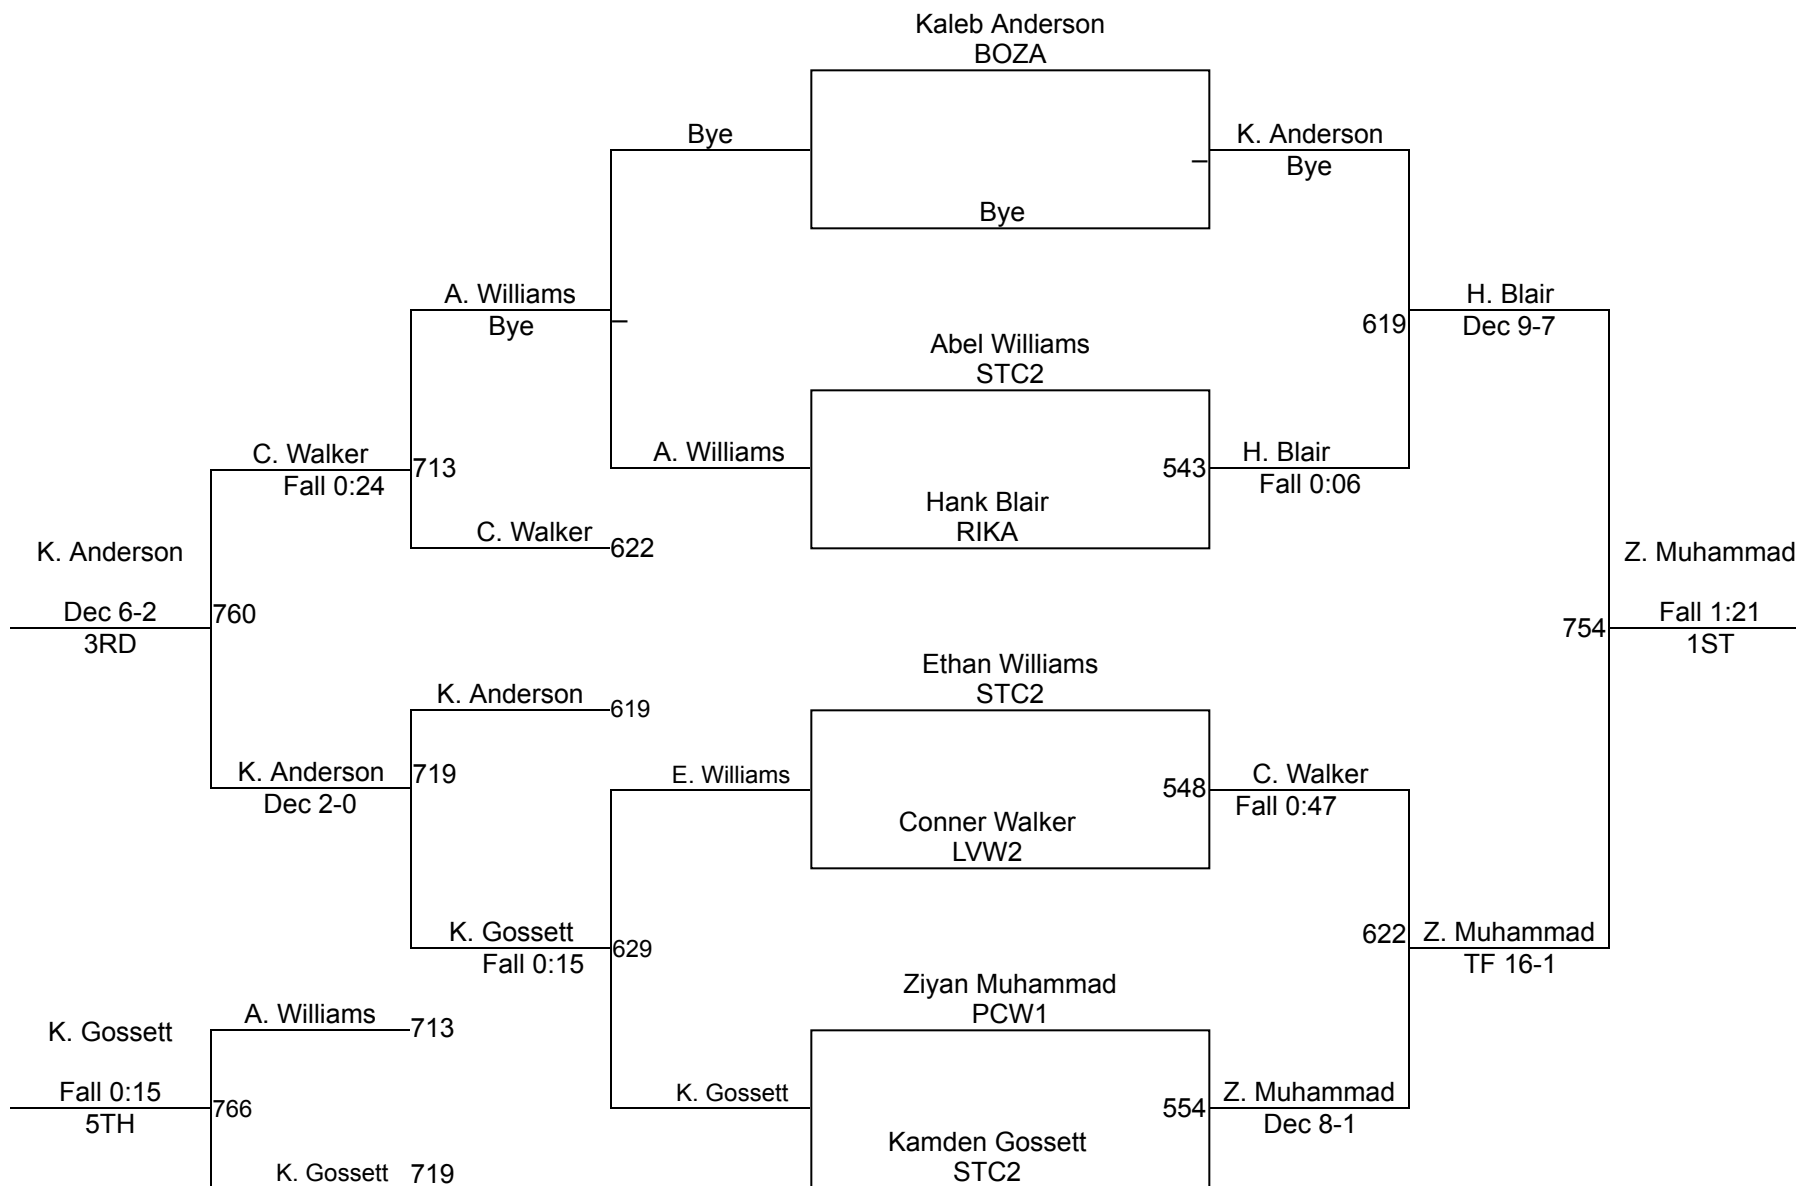 Kaleb Anderson
BOZA
Bye
K. Anderson
Bye
Bye
A. Williams
Bye
H. Blair
Dec 9-7
619
Abel Williams
STC2
C. Walker
Fall 0:24
713
A. Williams
543
H. Blair
Fall 0:06
Hank Blair
RIKA
C. Walker
622
K. Anderson
Z. Muhammad
Dec 6-2
3RD
760
754
Fall 1:21
1ST
Ethan Williams
STC2
K. Anderson
619
K. Anderson
Dec 2-0
719
E. Williams
548
C. Walker
Fall 0:47
Conner Walker
LVW2
K. Gossett
Fall 0:15
629
622
Z. Muhammad
TF 16-1
Ziyan Muhammad
PCW1
K. Gossett
A. Williams
713
Fall 0:15
5TH
766
K. Gossett
554
Z. Muhammad
Dec 8-1
Kamden Gossett
STC2
K. Gossett
719